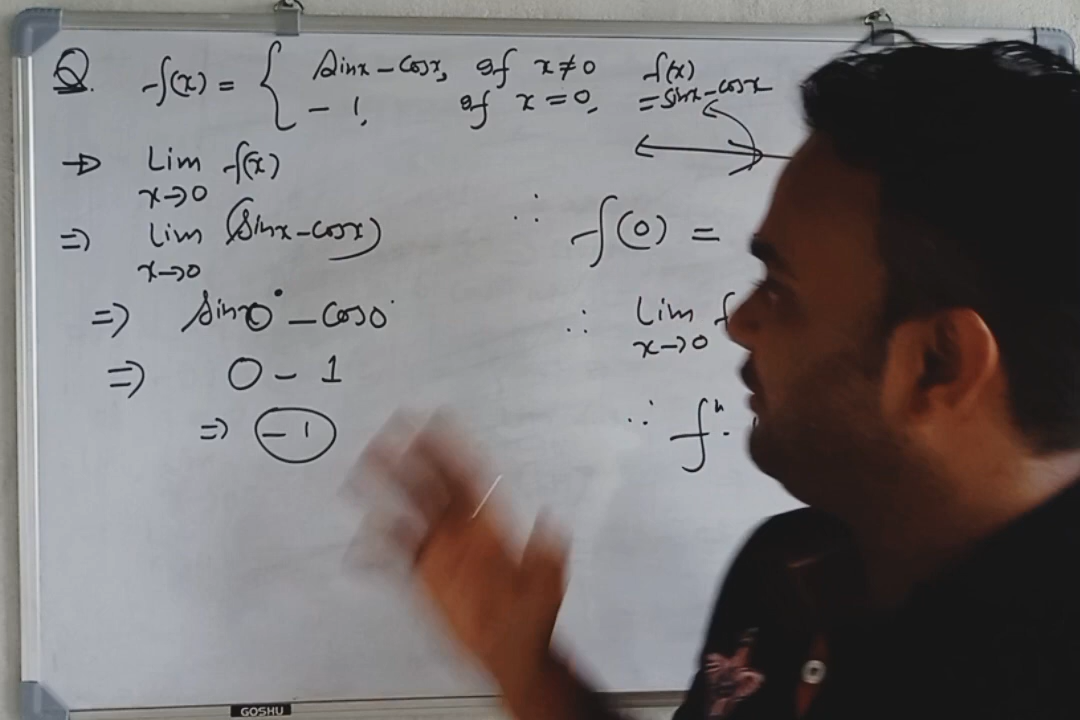 Q. f(x) = { sinx - cosx, if x ≠ 0
- 1, if x = 0,
f(x)
= sinx - cosx
→ Lim f(x)
x→0
⇒ Lim (sinx - cosx)
x→0
⇒ sin0° - cos0°
⇒ 0 - 1
⇒ -1
∵ f(0) =
∵ Lim f
x→0
∵ fⁿ.
GOSHU